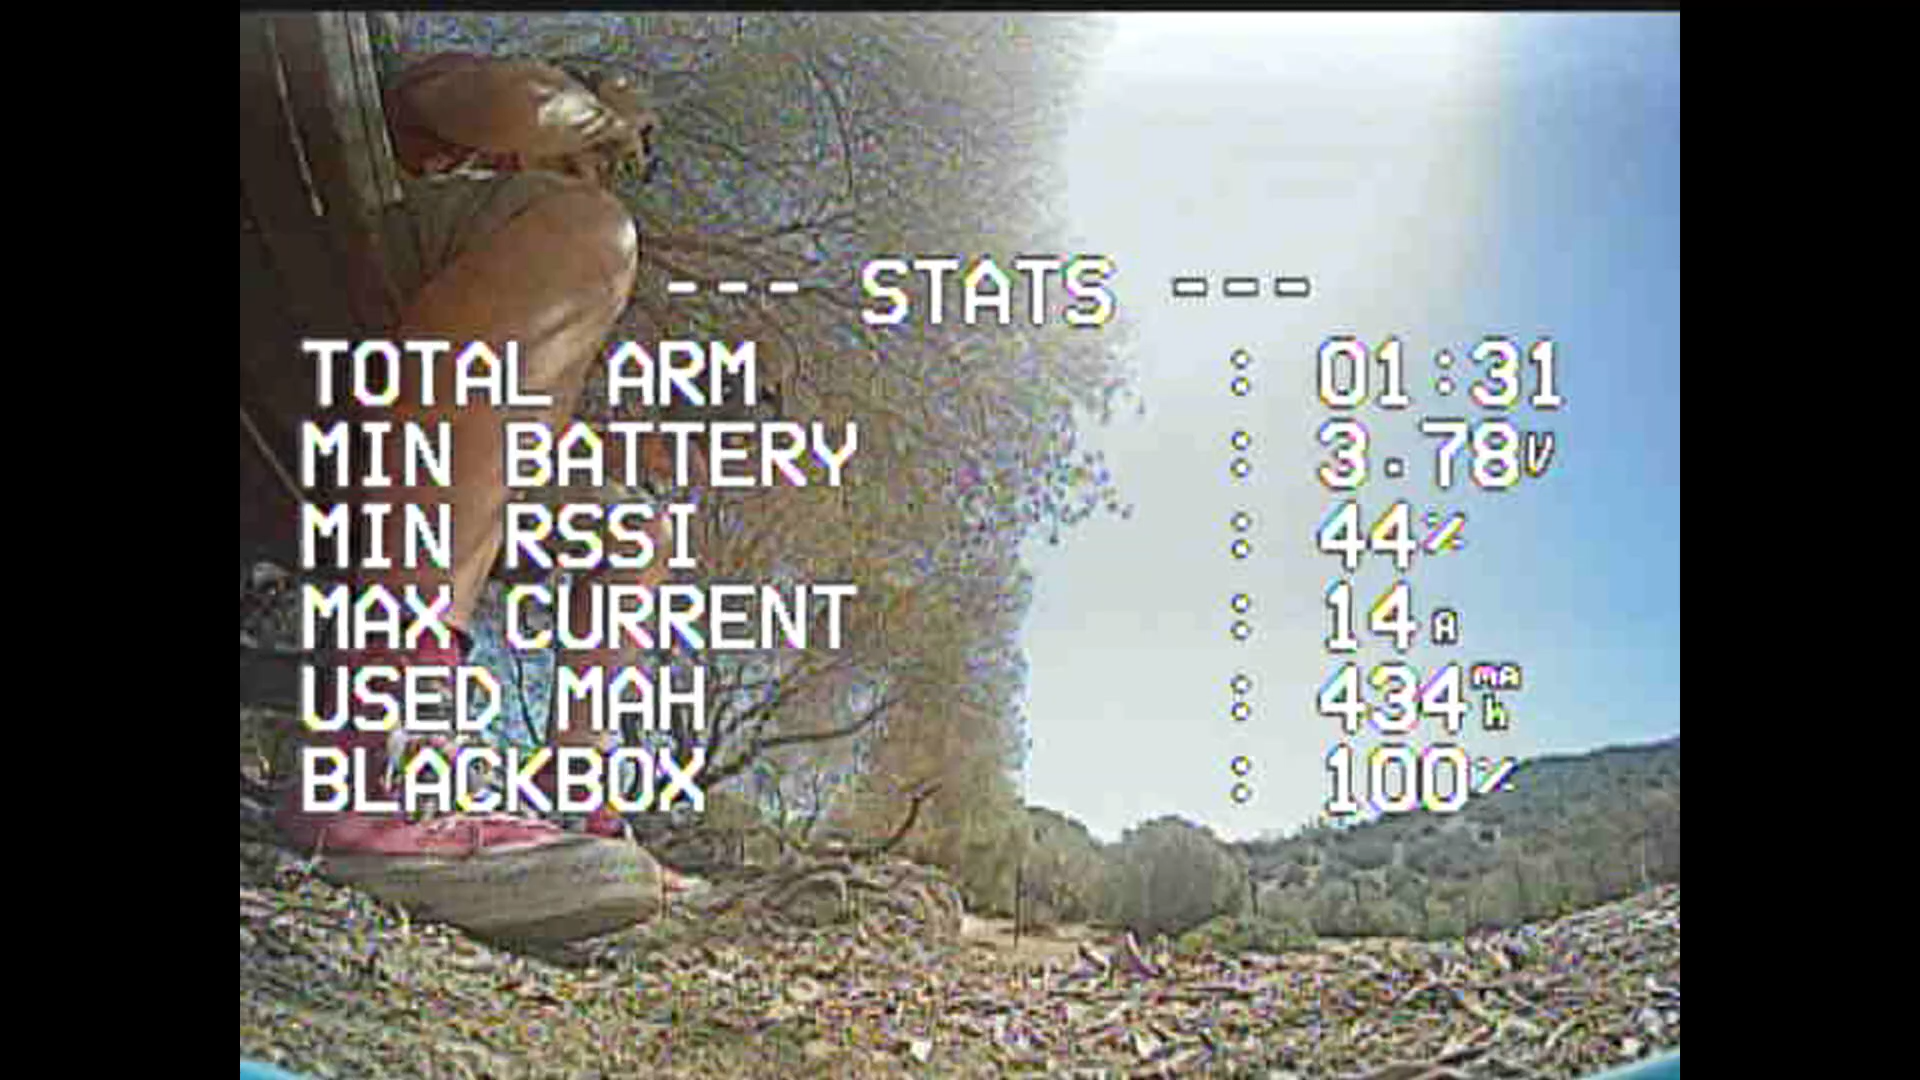 --- STATS ---
TOTAL ARM : 01:31
MIN BATTERY : 3.78V
MIN RSSI : 44%
MAX CURRENT : 14A
USED MAH : 434mAh
BLACKBOX : 100%